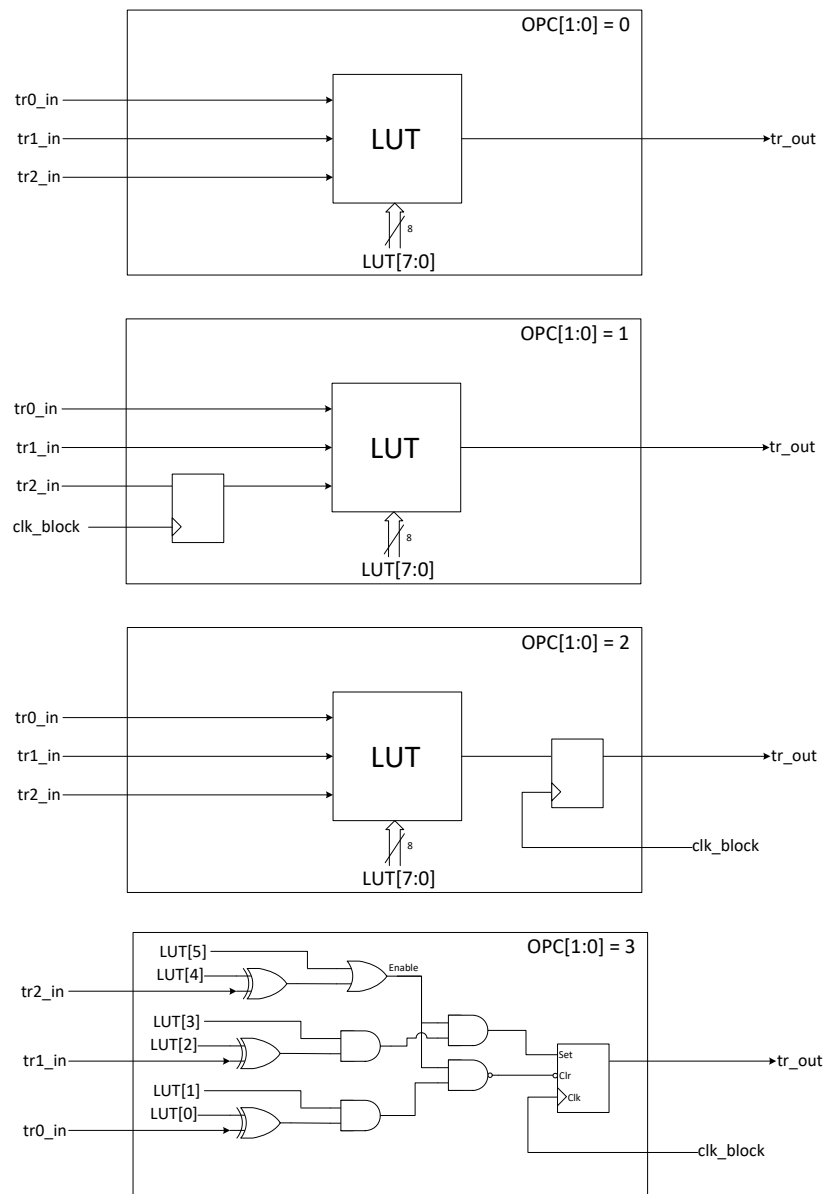 OPC[1:0] = 0
tr0_in
tr1_in
tr2_in
LUT
tr_out
8
LUT[7:0]
OPC[1:0] = 1
tr0_in
tr1_in
tr2_in
clk_block
LUT
tr_out
8
LUT[7:0]
OPC[1:0] = 2
tr0_in
tr1_in
tr2_in
LUT
tr_out
clk_block
8
LUT[7:0]
OPC[1:0] = 3
LUT[5]
Enable
LUT[4]
tr2_in
LUT[3]
LUT[2]
tr1_in
Set
tr_out
Clr
LUT[1]
Clk
LUT[0]
tr0_in
clk_block